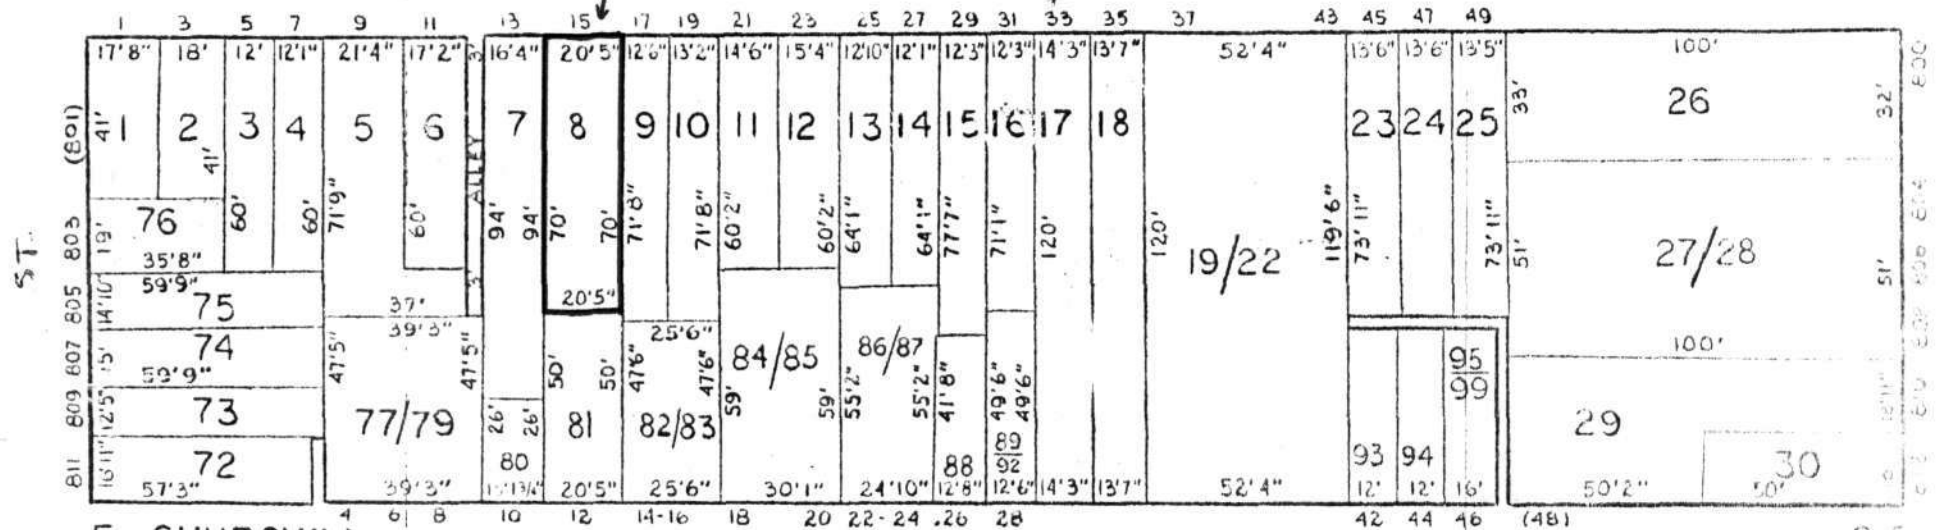 1 3 5 7 9 11 13 15 17 19 21 23 25 27 29 31 33 35 37 43 45 47 49
17'8" 18' 12' 12'1" 21'4" 17'2" 3' 16'4" 20'5" 12'6" 13'2" 14'6" 15'4" 12'10" 12'1" 12'3" 12'3" 14'3" 13'7" 52'4" 13'6" 13'6" 13'5" 100'
800
(801) 41' 1 2 41' 3 4 5 6 ALLEY 7 8 9 10 11 12 13 14 15 16 17 18 23 24 25 33' 26 32'
60' 60' 71'9" 60' 94' 94' 70' 70' 71'8" 71'8" 60'2" 60'2" 64'1" 64'1" 77'7" 71'1" 120' 120' 119'6" 73'11" 73'11"
ST. 803 19' 76 19/22 51' 27/28 51' 804 806
35'8"
59'9" 3'
805 14'10" 75 37' 20'5"
39'3" 25'6" 100' 808
807 15' 74 47'5" 47'5" 50' 50' 47'6" 47'6" 84/85 86/87 95
59'9" 59' 59' 55'2" 55'2" 41'8" 49'6" 49'6" 99
809 12'5" 73 77/79 26' 26' 81 82/83 29 810
811 16'11" 72 80 88 89 93 94 30
92
57'3" 39'3" 20'5" 25'6" 30'1" 24'10" 12'8" 12'6" 14'3" 13'7" 52'4" 12' 12' 16' 50'2" 50'
4 6 8 10 12 14-16 18 20 22-24 .26 28 42 44 46 (48)